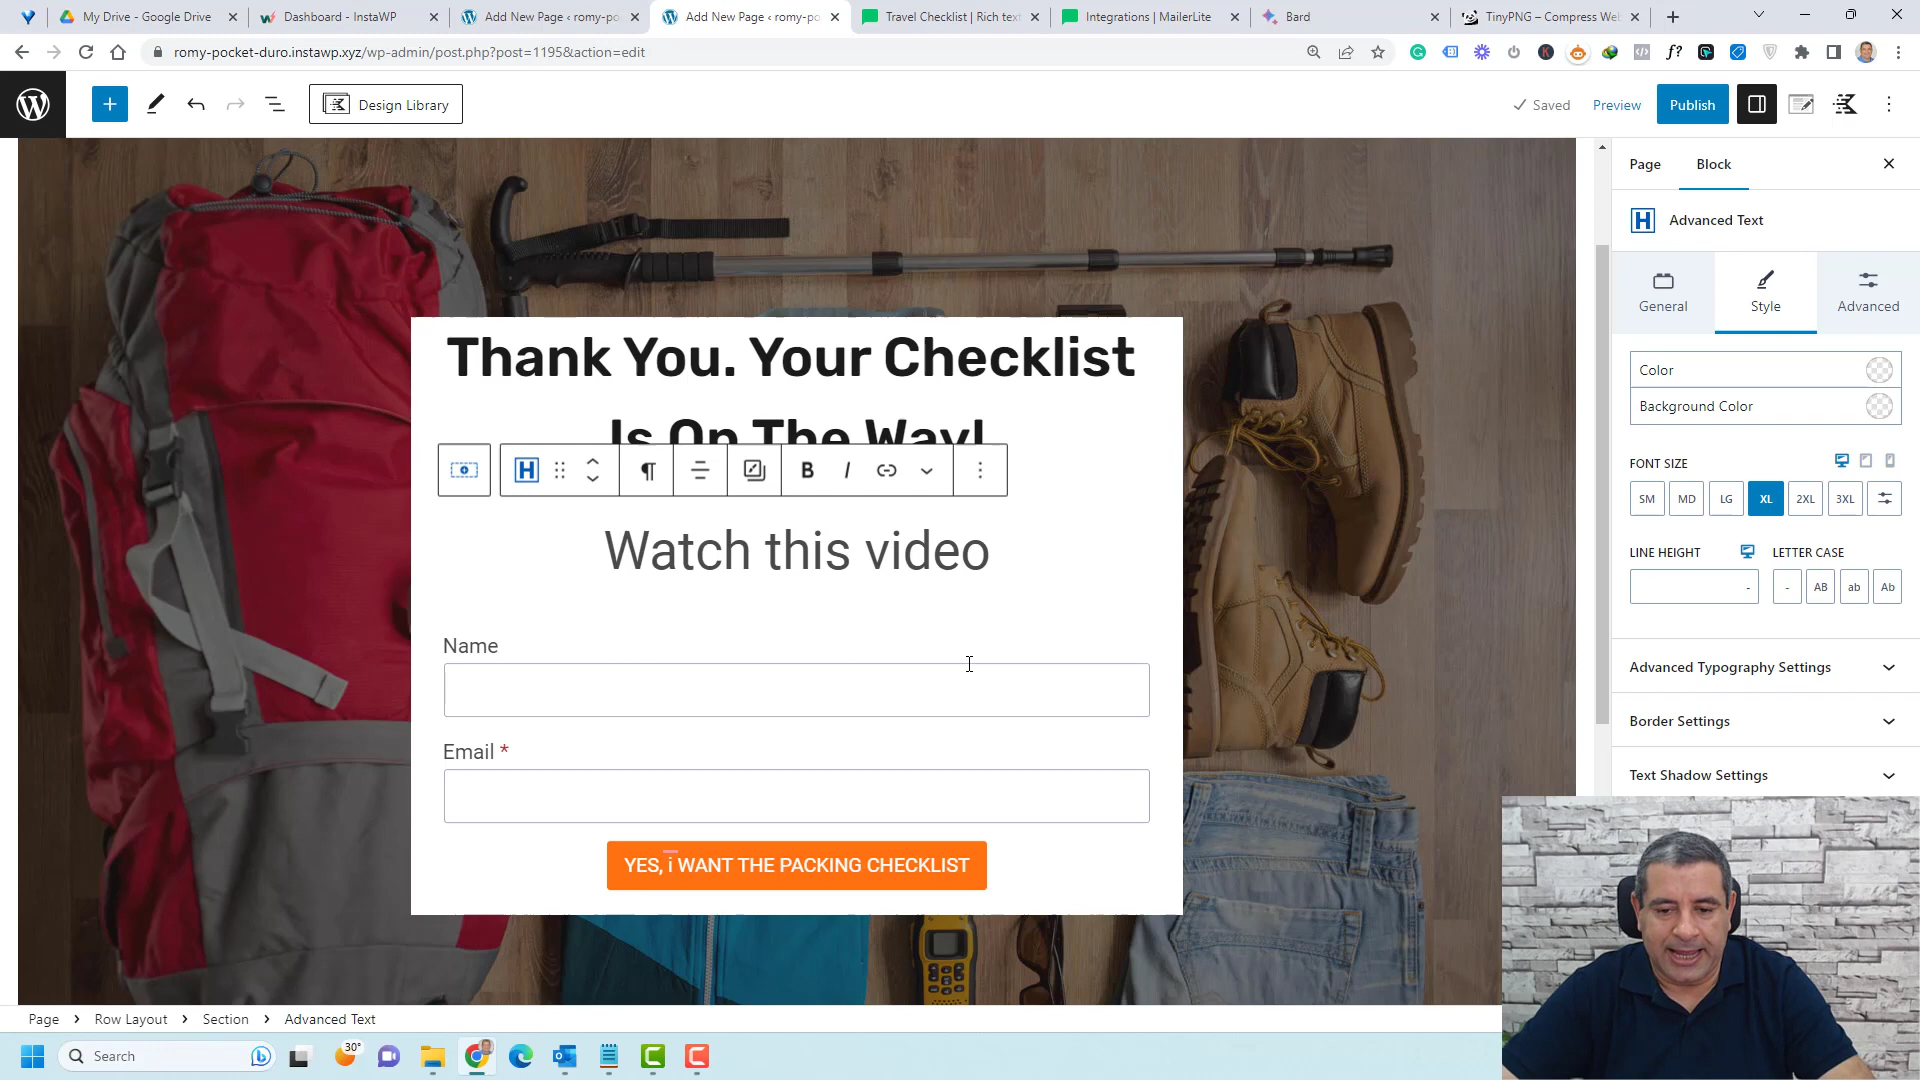 My Drive - Google Drive
Dashboard - InstaWP
Add New Page ‹ romy-po
Add New Page ‹ romy-po
Travel Checklist | Rich text
Integrations | MailerLite
Bard
TinyPNG – Compress Web
romy-pocket-duro.instawp.xyz/wp-admin/post.php?post=1195&action=edit
Design Library
Saved
Preview
Publish
Page
Block
Advanced Text
General
Style
Advanced
Color
Background Color
FONT SIZE
SM
MD
LG
XL
2XL
3XL
LINE HEIGHT
LETTER CASE
-
-
AB
ab
Ab
Advanced Typography Settings
Border Settings
Text Shadow Settings
Thank You. Your Checklist
Is On The Way!
H
B
I
Watch this video
Name
Email *
YES, i WANT THE PACKING CHECKLIST
Page
Row Layout
Section
Advanced Text
Search
30°